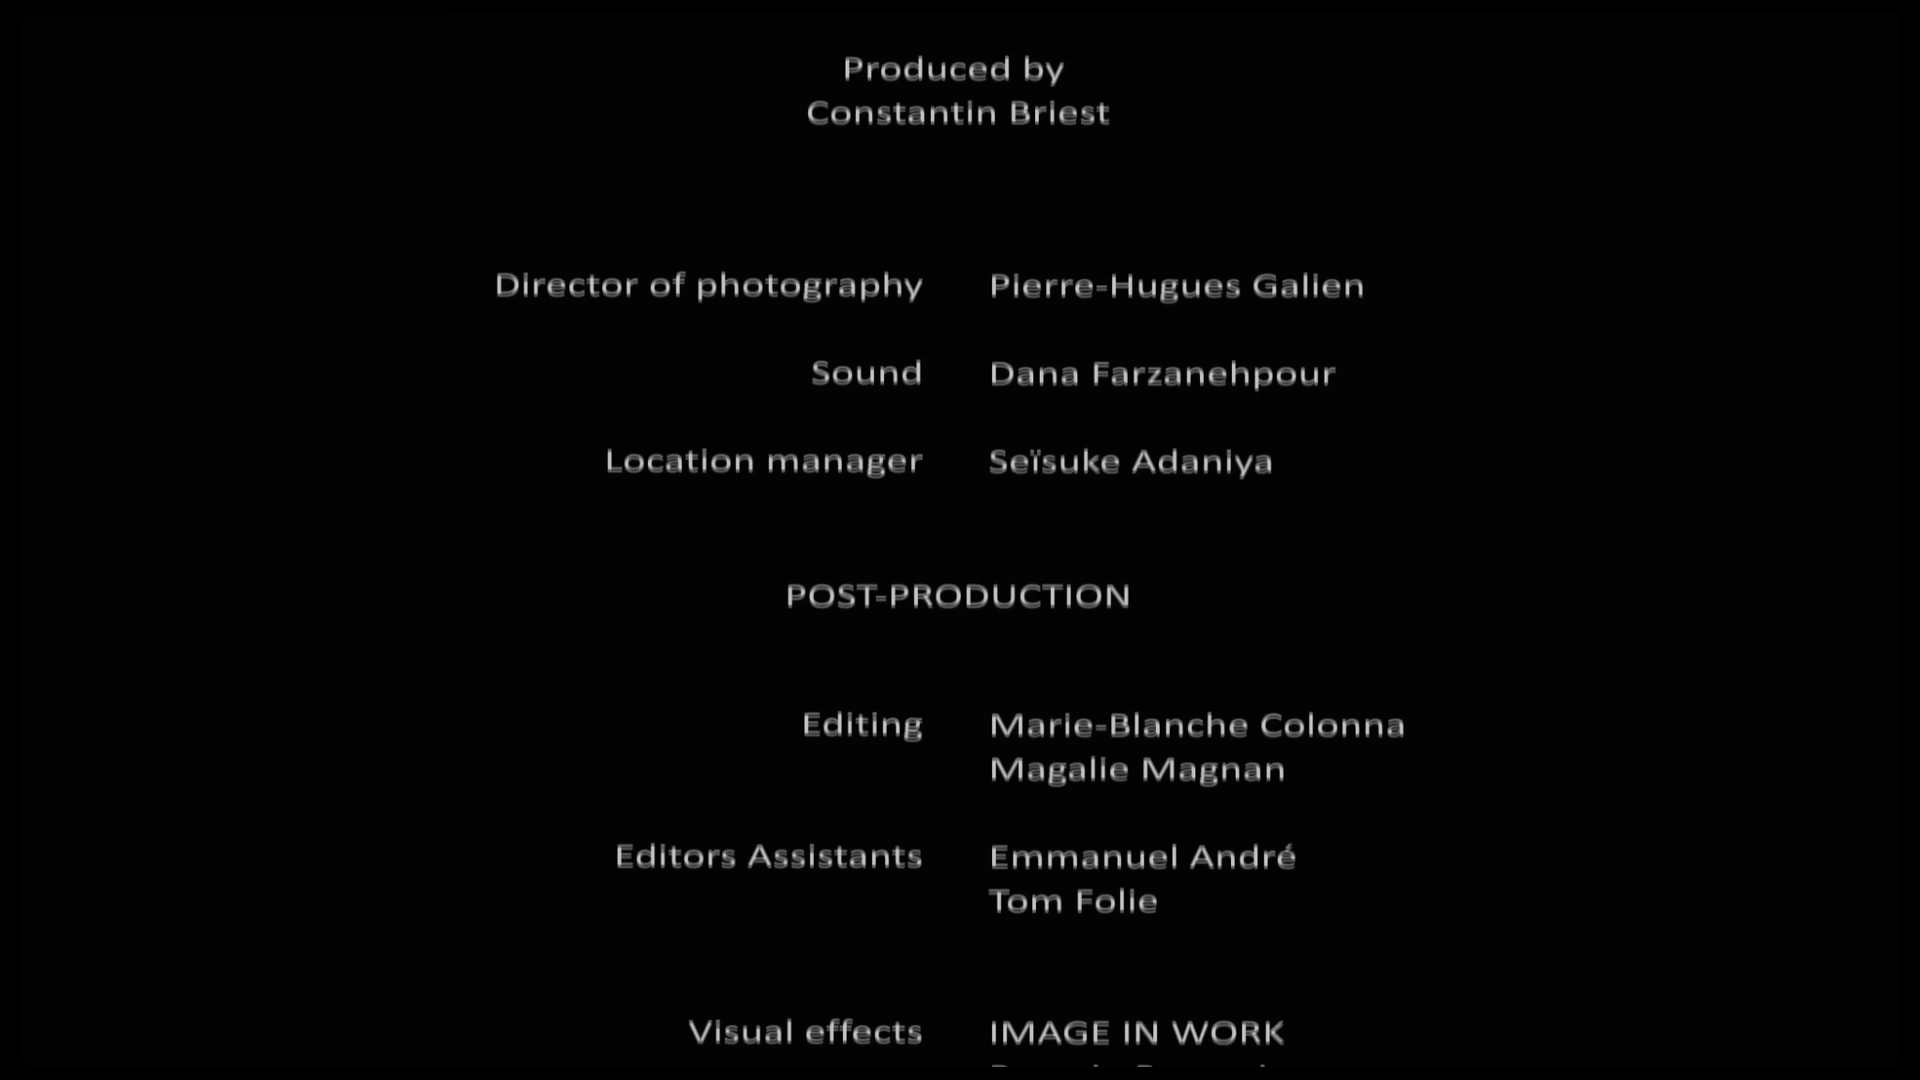 Produced by
Constantin Briest
Director of photography Pierre-Hugues Galien
Sound Dana Farzanehpour
Location manager Seïsuke Adaniya
POST-PRODUCTION
Editing Marie-Blanche Colonna
Magalie Magnan
Editors Assistants Emmanuel André
Tom Folie
Visual effects IMAGE IN WORK